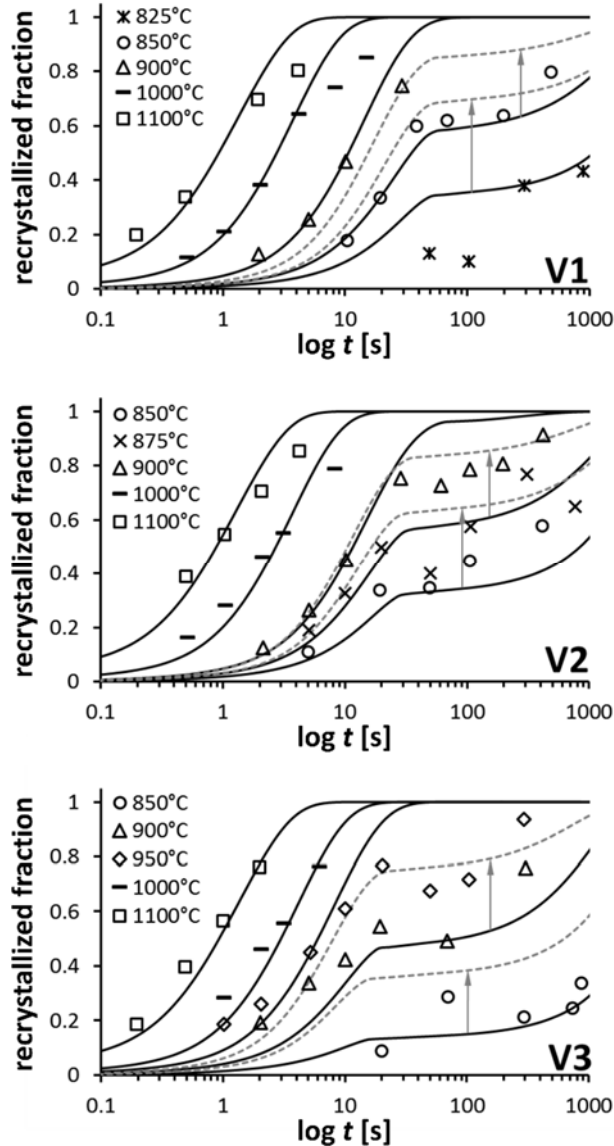 recrystallized fraction
1
0.8
0.6
0.4
0.2
0
825°C
850°C
900°C
1000°C
1100°C
V1
0.1 1 10 100 1000
log t [s]
recrystallized fraction
1
0.8
0.6
0.4
0.2
0
850°C
875°C
900°C
1000°C
1100°C
V2
0.1 1 10 100 1000
log t [s]
recrystallized fraction
1
0.8
0.6
0.4
0.2
0
850°C
900°C
950°C
1000°C
1100°C
V3
0.1 1 10 100 1000
log t [s]